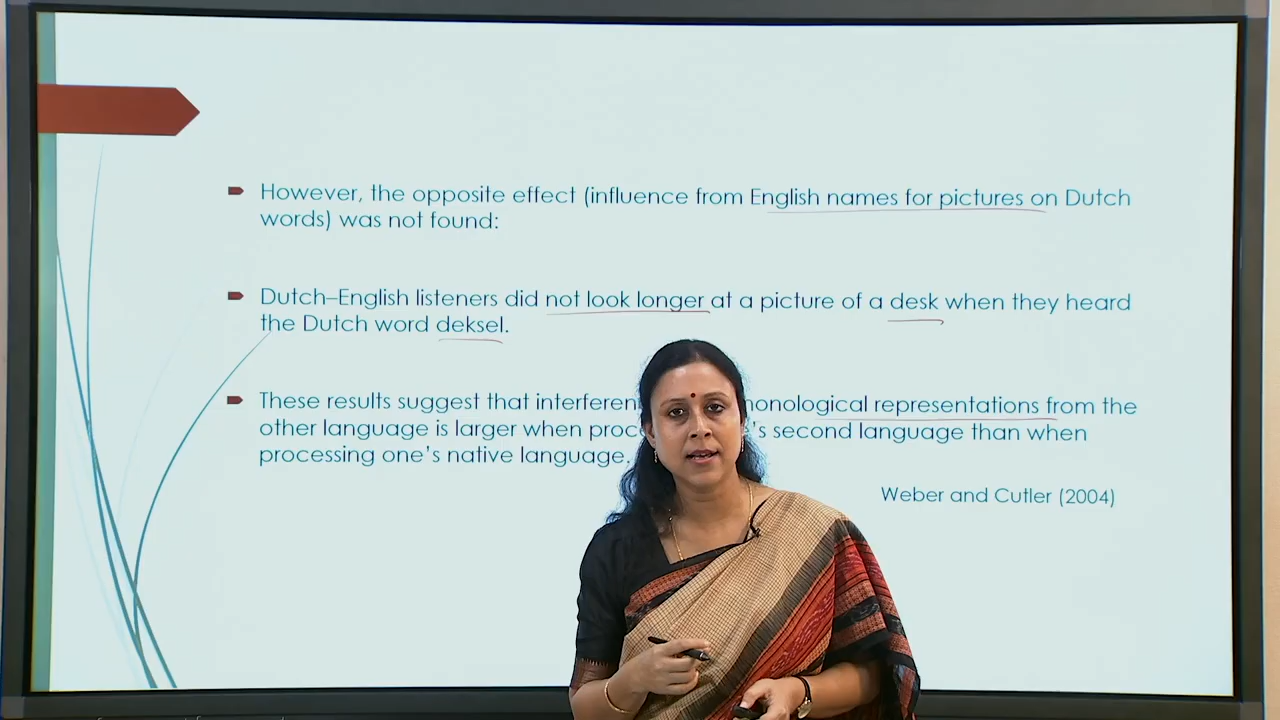 However, the opposite effect (influence from English names for pictures on Dutch
words) was not found:
Dutch–English listeners did not look longer at a picture of a desk when they heard
the Dutch word deksel.
These results suggest that representations from the
other language is larger when second language than when
processing one's native language.
Weber and Cutler (2004)